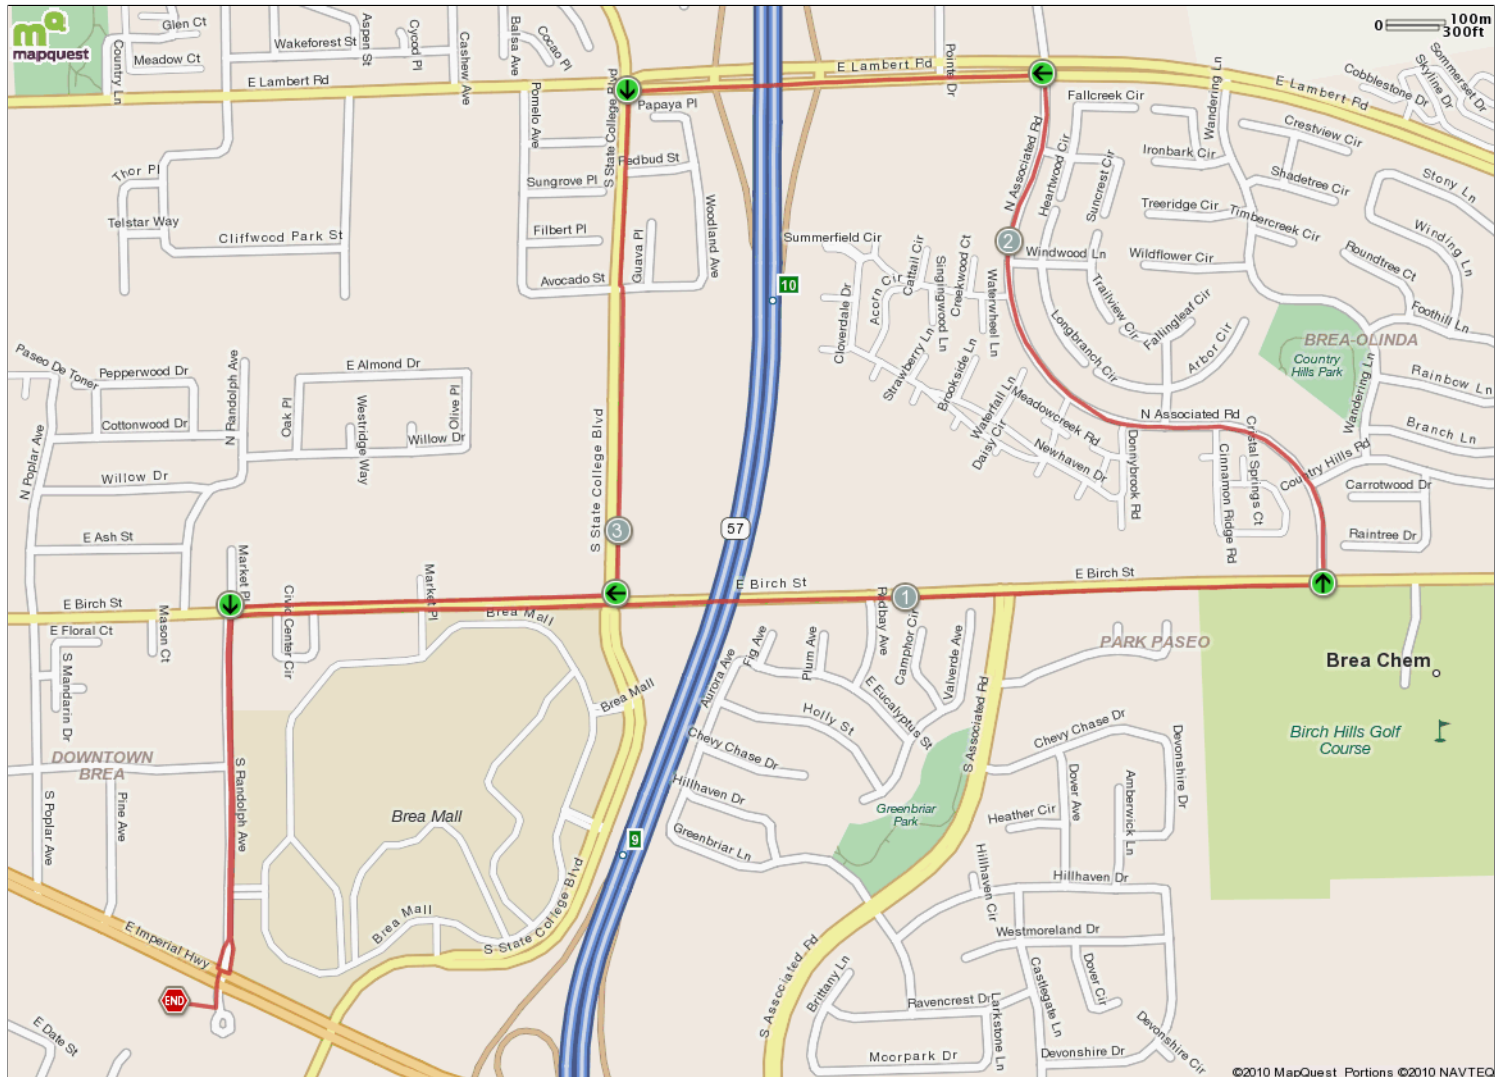 mapquest
Glen Ct
Meadow Ct
Country Ln
Wakeforest St
Aspen St
Cycod Pl
Cashew Ave
Balsa Ave
Cocao Pl
E Lambert Rd
Pomelo Ave
S State College Blvd
Papaya Pl
E Lambert Rd
Pointe Dr
0 100m
300ft
Sommerset Dr
Skyline Dr
Cobblestone Dr
E Lambert Rd
Wandering Ln
Fallcreek Cir
Crestview Cir
Ironbark Cir
Shadetree Cir
Stony Ln
Thor Pl
Telstar Way
Cliffwood Park St
Redbud St
Sungrove Pl
Filbert Pl
Guava Pl
Woodland Ave
Avocado St
N Associated Rd
Heartwood Cir
Suncrest Cir
Treeridge Cir
Timbercreek Cir
Winding Ln
Summerfield Cir
2
Windwood Ln
Wildflower Cir
Roundtree Ct
10
Cloverdale Dr
Acorn Cir
Cattail Cir
Singingwood Ln
Creekwood Ct
Waterwheel Ln
Trailview Cir
Longbranch Cir
Fallingleaf Cir
Arbor Cir
Foothill Ln
BREA-OLINDA
Country
Hills Park
Wandering Ln
Rainbow Ln
Branch Ln
Paseo De Toner
Pepperwood Dr
N Randolph Ave
E Almond Dr
Oak Pl
Westridge Way
Olive Pl
Cottonwood Dr
Willow Dr
N Poplar Ave
Willow Dr
Strawberry Ln
Brookside Ln
Waterfall Ln
Daisy Cir
Meadowcreek Rd
Newhaven Dr
Donnybrook Rd
N Associated Rd
Cristal Springs Ct
Cinnamon Ridge Rd
Country Hills Rd
Carrotwood Dr
Raintree Dr
S State College Blvd
3
57
E Ash St
Market Pl
Market Pl
E Birch St
E Birch St
E Birch St
1
E Floral Ct
Mason Ct
Civic Center Cir
Brea Mall
S Mandarin Dr
Brea Mall
Aurora Ave
Fig Ave
Plum Ave
Redbay Ave
Camphor Cir
Valverde Ave
PARK PASEO
Brea Chem
E Eucalyptus St
Holly St
S Associated Rd
Chevy Chase Dr
Chevy Chase Dr
Devonshire Dr
Birch Hills Golf
Course
DOWNTOWN
BREA
S Poplar Ave
Pine Ave
S Randolph Ave
Brea Mall
Hillhaven Dr
Greenbriar
Park
Heather Cir
Dover Ave
Amberwick Ln
9
Greenbriar Ln
Hillhaven Dr
Hillhaven Cir
Brea Mall
S State College Blvd
E Imperial Hwy
Westmoreland Dr
S Associated Rd
Brittany Ln
Castlegate Ln
Dover Cir
END
Ravencrest Dr
Larkstone Ln
E Date St
Moorpark Dr
Devonshire Dr
Devonshire Cir
©2010 MapQuest Portions ©2010 NAVTEQ